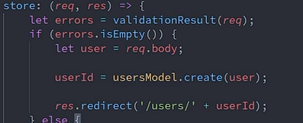 store: (req, res) => {
let errors = validationResult(req);
if (errors.isEmpty()) {
let user = req.body;
userId = usersModel.create(user);
res.redirect('/users/' + userId);
} else {